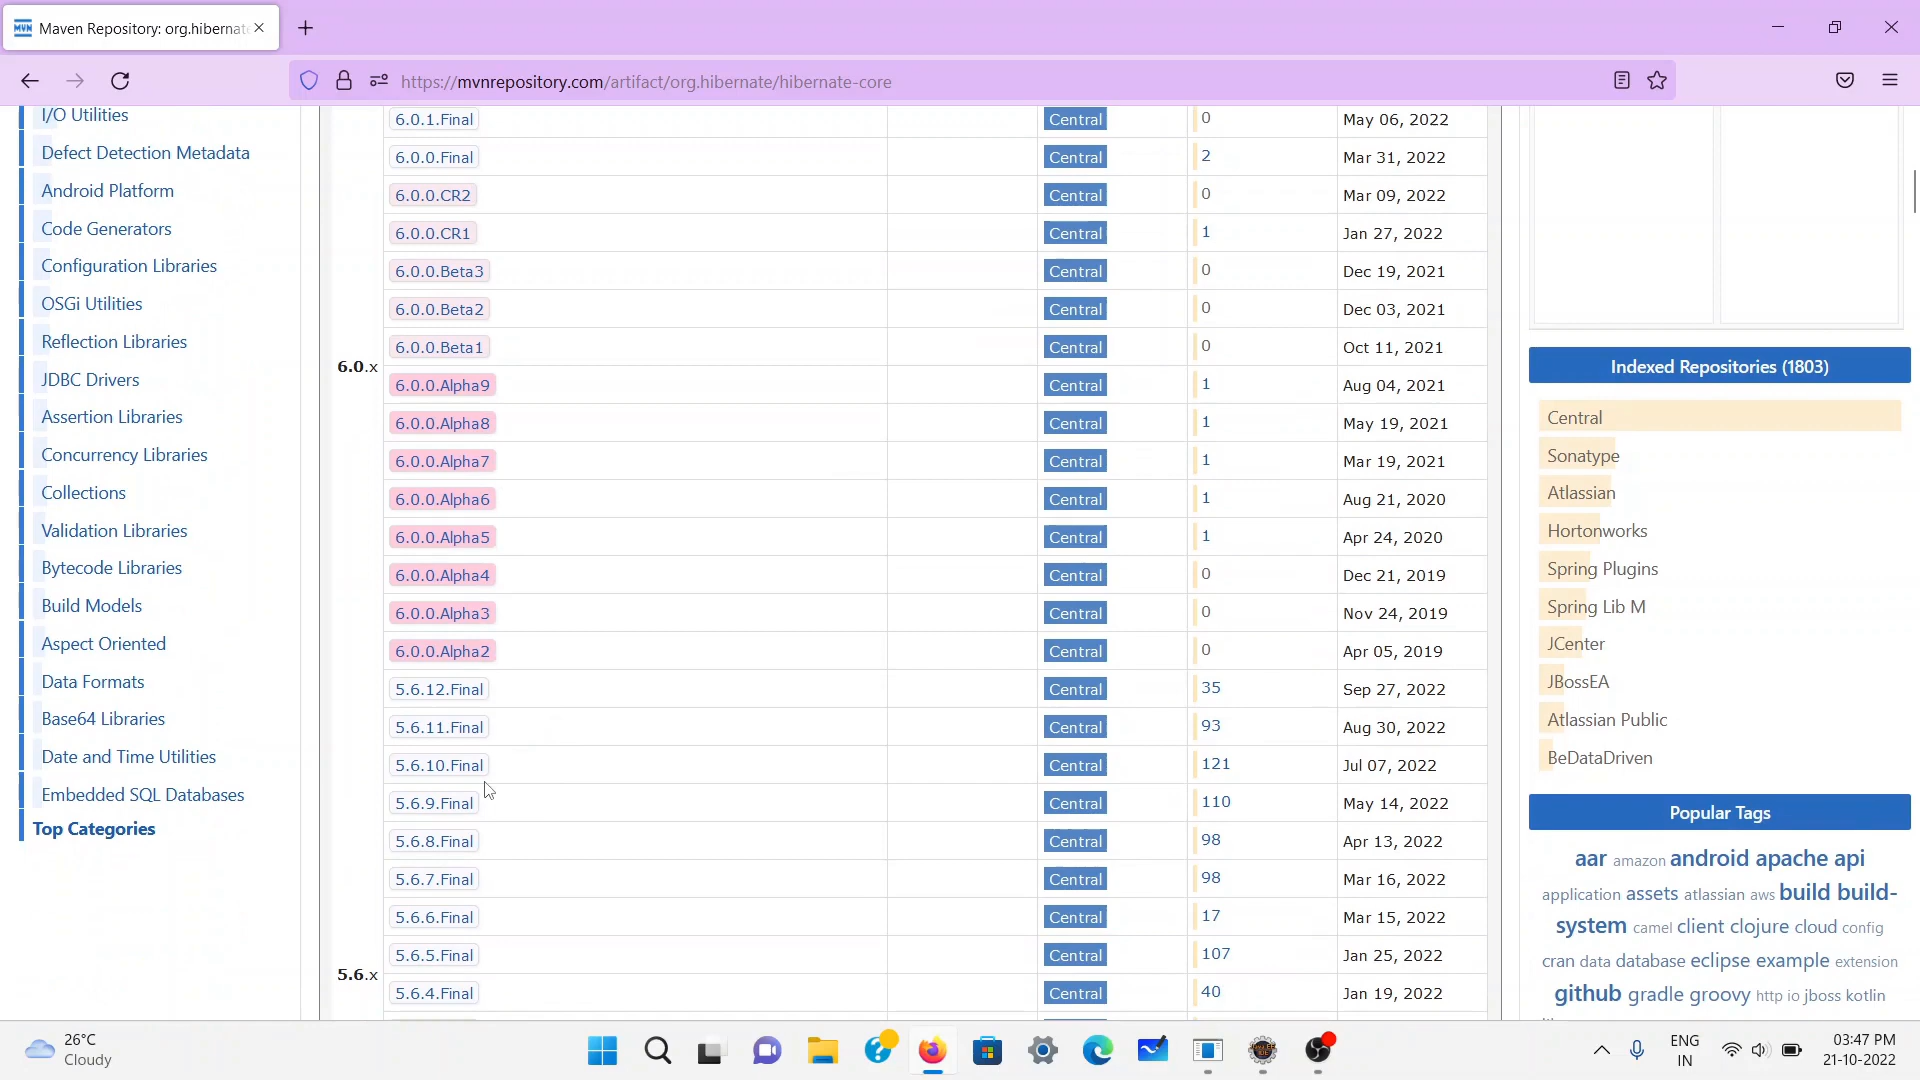 Maven Repository: org.hibernate
https://mvnrepository.com/artifact/org.hibernate/hibernate-core
I/O Utilities
Defect Detection Metadata
Android Platform
Code Generators
Configuration Libraries
OSGi Utilities
Reflection Libraries
JDBC Drivers
Assertion Libraries
Concurrency Libraries
Collections
Validation Libraries
Bytecode Libraries
Build Models
Aspect Oriented
Data Formats
Base64 Libraries
Date and Time Utilities
Embedded SQL Databases
Top Categories
6.0.x
6.0.1.Final Central 0 May 06, 2022
6.0.0.Final Central 2 Mar 31, 2022
6.0.0.CR2 Central 0 Mar 09, 2022
6.0.0.CR1 Central 1 Jan 27, 2022
6.0.0.Beta3 Central 0 Dec 19, 2021
6.0.0.Beta2 Central 0 Dec 03, 2021
6.0.0.Beta1 Central 0 Oct 11, 2021
6.0.0.Alpha9 Central 1 Aug 04, 2021
6.0.0.Alpha8 Central 1 May 19, 2021
6.0.0.Alpha7 Central 1 Mar 19, 2021
6.0.0.Alpha6 Central 1 Aug 21, 2020
6.0.0.Alpha5 Central 1 Apr 24, 2020
6.0.0.Alpha4 Central 0 Dec 21, 2019
6.0.0.Alpha3 Central 0 Nov 24, 2019
6.0.0.Alpha2 Central 0 Apr 05, 2019
5.6.x
5.6.12.Final Central 35 Sep 27, 2022
5.6.11.Final Central 93 Aug 30, 2022
5.6.10.Final Central 121 Jul 07, 2022
5.6.9.Final Central 110 May 14, 2022
5.6.8.Final Central 98 Apr 13, 2022
5.6.7.Final Central 98 Mar 16, 2022
5.6.6.Final Central 17 Mar 15, 2022
5.6.5.Final Central 107 Jan 25, 2022
5.6.4.Final Central 40 Jan 19, 2022
Indexed Repositories (1803)
Central
Sonatype
Atlassian
Hortonworks
Spring Plugins
Spring Lib M
JCenter
JBossEA
Atlassian Public
BeDataDriven
Popular Tags
aar amazon android apache api
application assets atlassian aws build build-
system camel client clojure cloud config
cran data database eclipse example extension
github gradle groovy http io jboss kotlin
26°C
Cloudy
ENG
IN
03:47 PM
21-10-2022